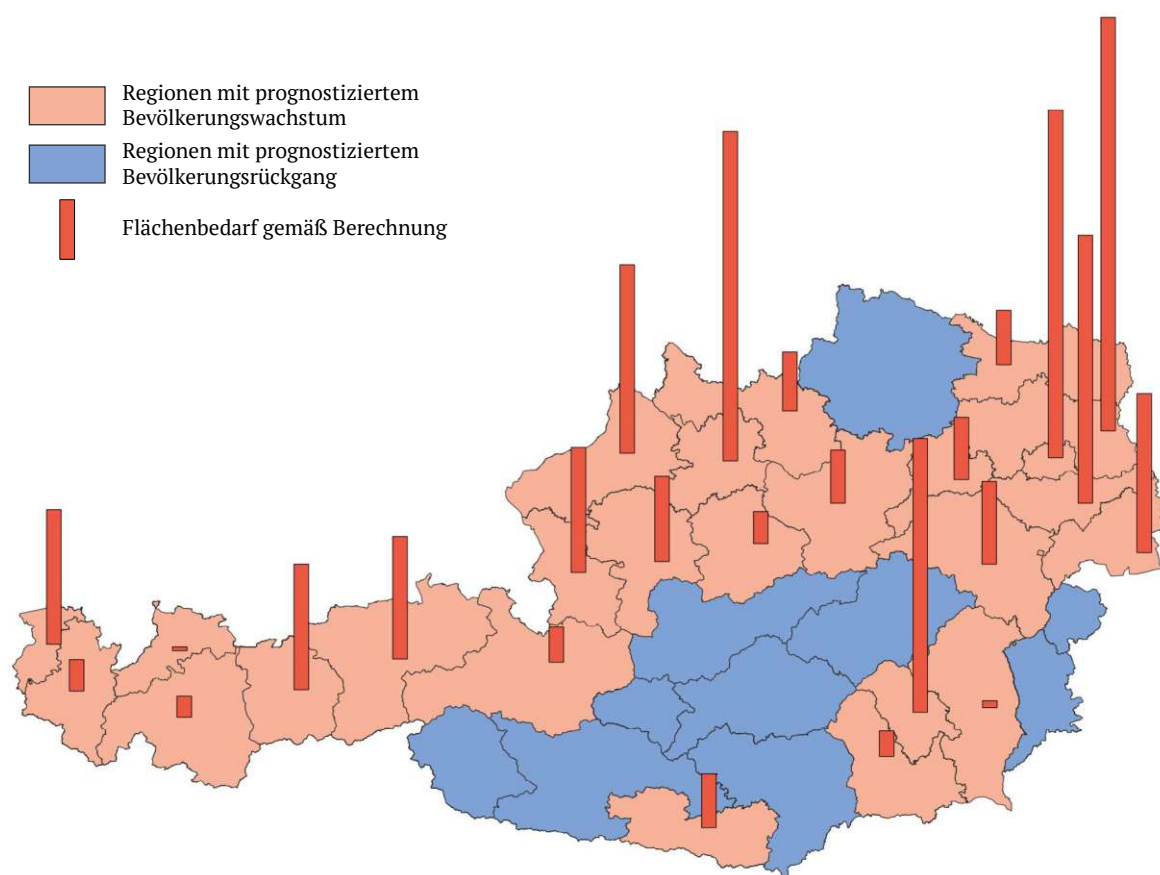 Regionen mit prognostiziertem
Bevölkerungswachstum
Regionen mit prognostiziertem
Bevölkerungsrückgang
Flächenbedarf gemäß Berechnung